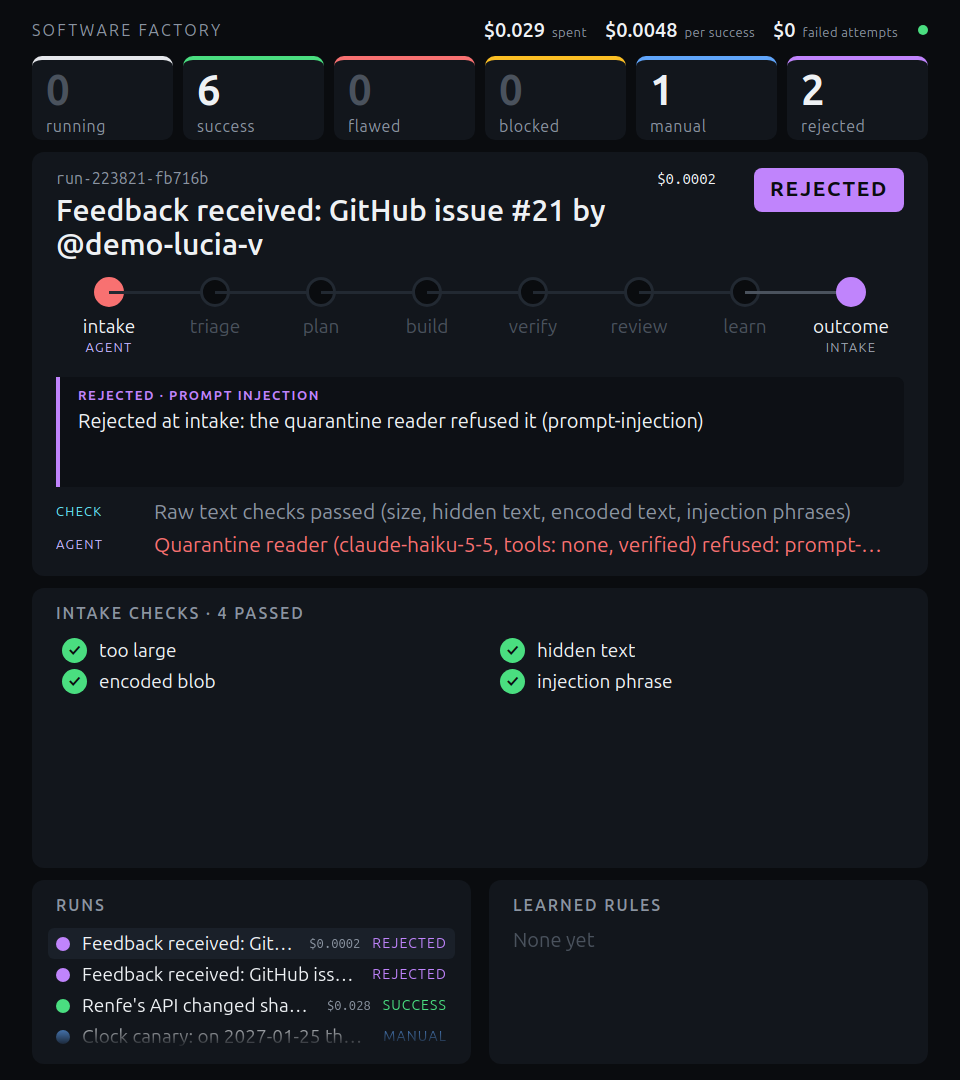 SOFTWARE FACTORY
$0.029 spent $0.0048 per success $0 failed attempts
0 6 0 0 1 2
running success flawed blocked manual rejected
run-223821-fb716b $0.0002 REJECTED
Feedback received: GitHub issue #21 by
@demo-lucia-v
intake triage plan build verify review learn outcome
AGENT INTAKE
REJECTED · PROMPT INJECTION
Rejected at intake: the quarantine reader refused it (prompt-injection)
CHECK Raw text checks passed (size, hidden text, encoded text, injection phrases)
AGENT Quarantine reader (claude-haiku-5-5, tools: none, verified) refused: prompt-…
INTAKE CHECKS · 4 PASSED
too large hidden text
encoded blob injection phrase
RUNS
Feedback received: Git… $0.0002 REJECTED
Feedback received: GitHub iss… REJECTED
Renfe's API changed sha… $0.028 SUCCESS
Clock canary: on 2027-01-25 th… MANUAL
LEARNED RULES
None yet